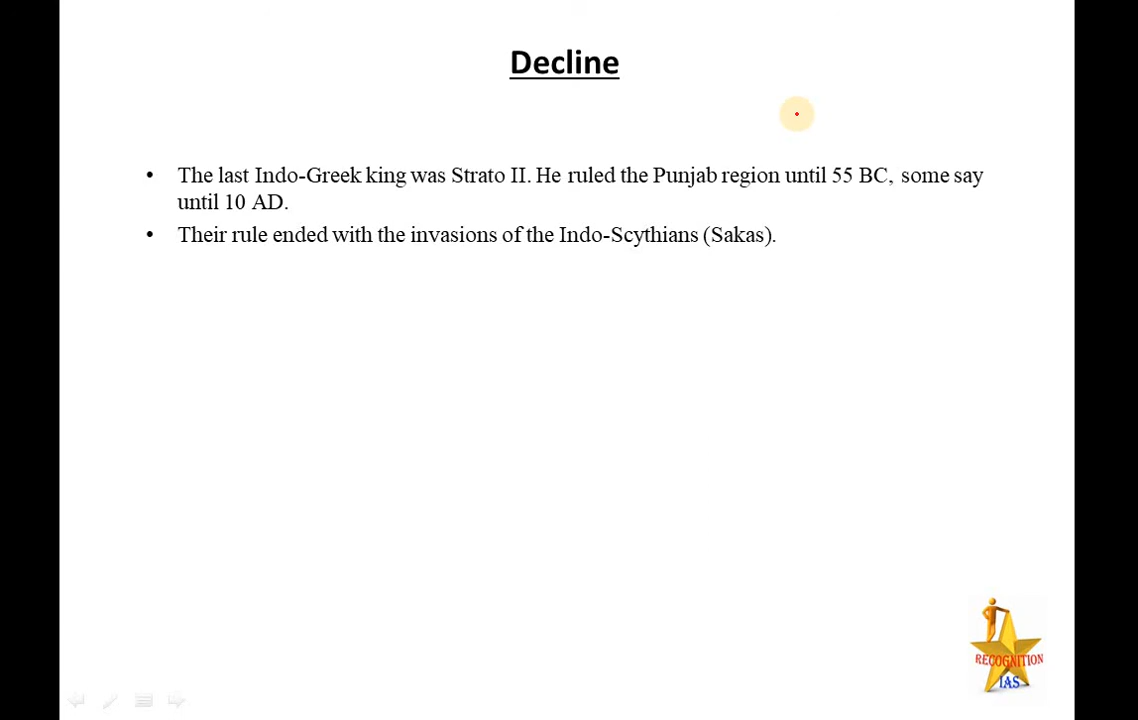 Decline
• The last Indo-Greek king was Strato II. He ruled the Punjab region until 55 BC, some say
until 10 AD.
• Their rule ended with the invasions of the Indo-Scythians (Sakas).
RECOGNITION
IAS